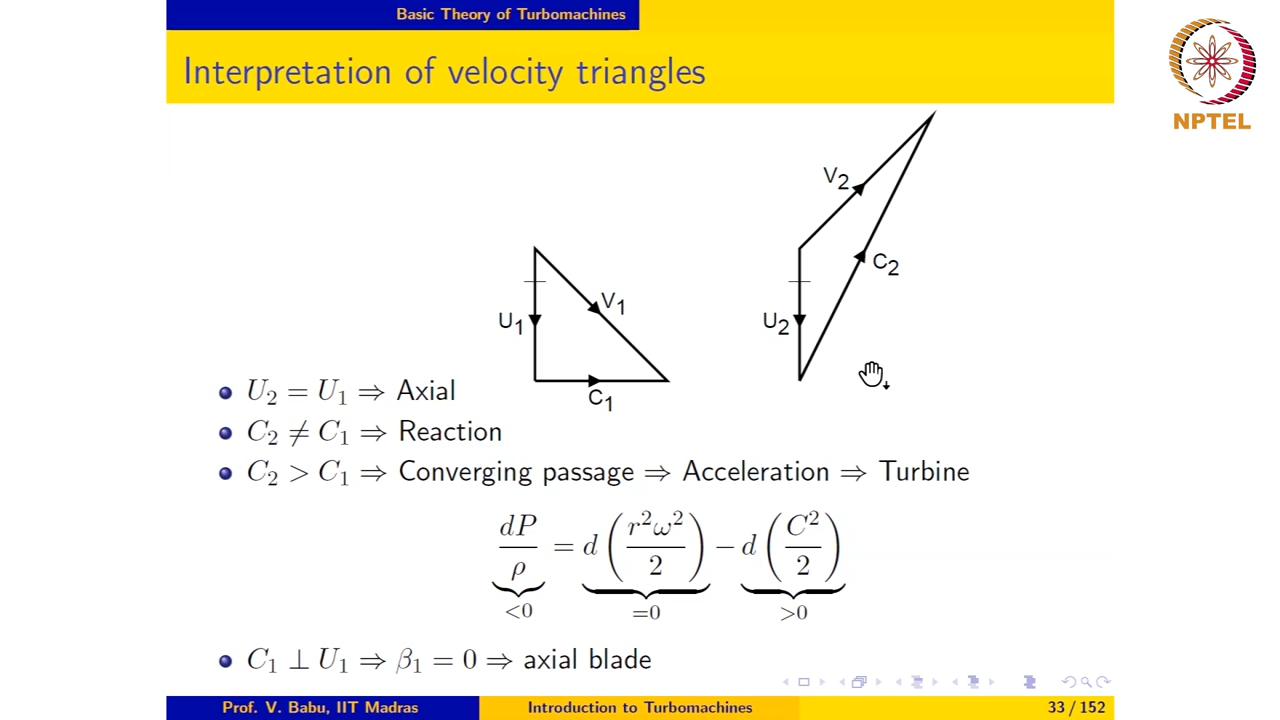 Basic Theory of Turbomachines
Interpretation of velocity triangles
NPTEL
V₂
C₂
U₂
V₁
U₁
C₁
U₂ = U₁ ⇒ Axial
C₂ ≠ C₁ ⇒ Reaction
C₂ > C₁ ⇒ Converging passage ⇒ Acceleration ⇒ Turbine
dP/ρ = d(r²ω²/2) − d(C²/2)
<0 =0 >0
C₁ ⊥ U₁ ⇒ β₁ = 0 ⇒ axial blade
Prof. V. Babu, IIT Madras Introduction to Turbomachines 33 / 152